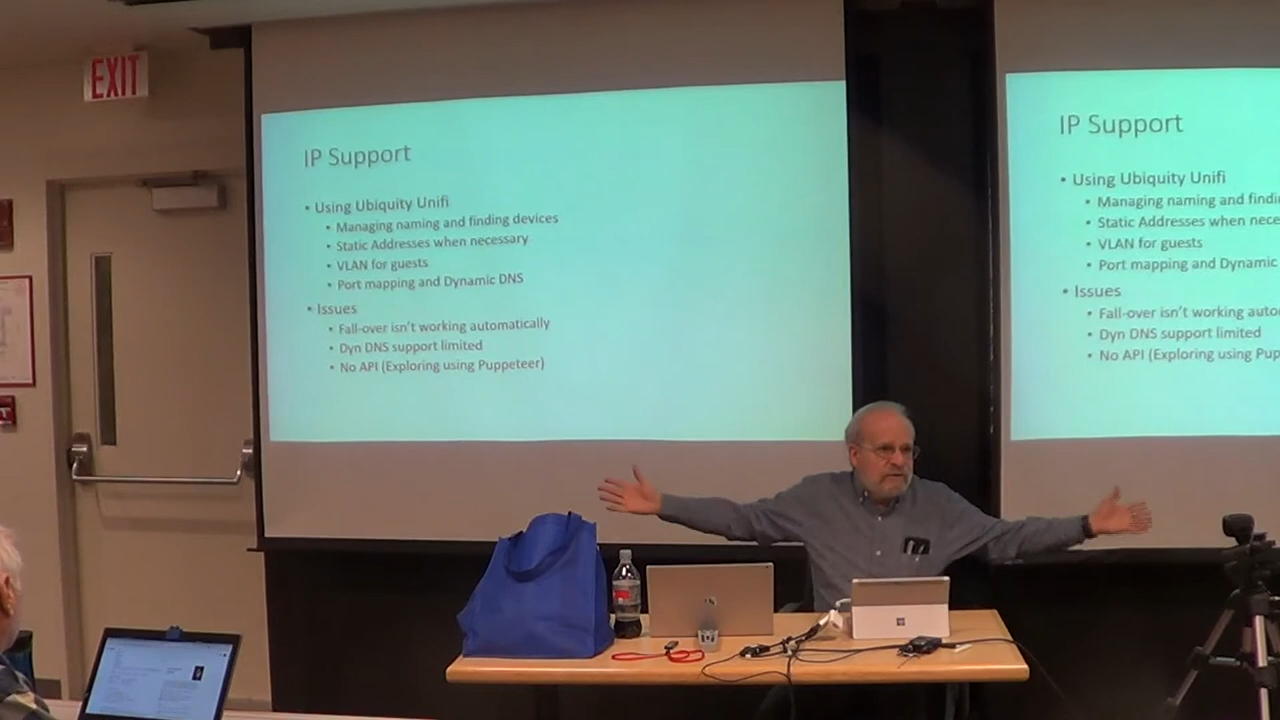 EXIT
IP Support
• Using Ubiquity Unifi
• Managing naming and finding devices
• Static Addresses when necessary
• VLAN for guests
• Port mapping and Dynamic DNS
• Issues
• Fall-over isn't working automatically
• Dyn DNS support limited
• No API (Exploring using Puppeteer)
IP Support
• Using Ubiquity Unifi
• Managing naming and findi
• Static Addresses when nece
• VLAN for guests
• Port mapping and Dynamic
• Issues
• Fall-over isn't working auto
• Dyn DNS support limited
• No API (Exploring using Pup